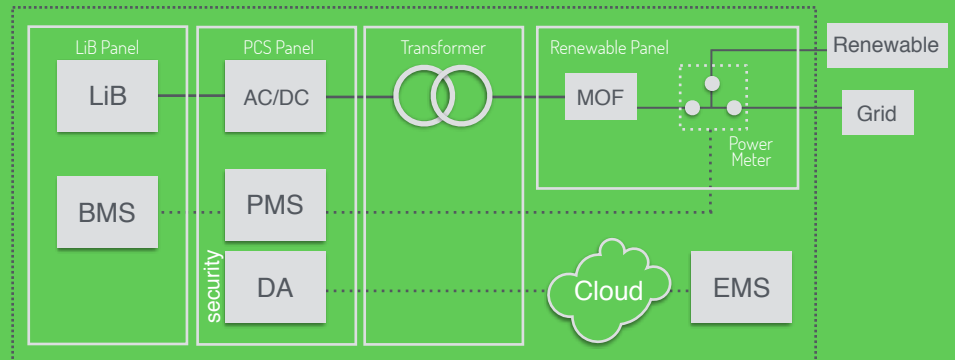 LiB Panel
PCS Panel
Transformer
Renewable Panel
Renewable
LiB
AC/DC
MOF
Grid
Power
Meter
BMS
PMS
security
DA
Cloud
EMS